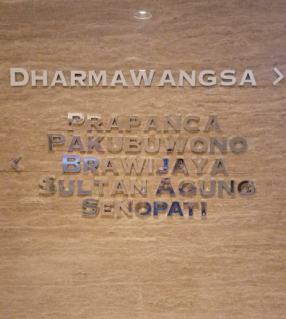 DHARMAWANGSA >
PRAPANCA
PAKUBUWONO
< BRAWIJAYA
SULTAN AGUNG
SENOPATI